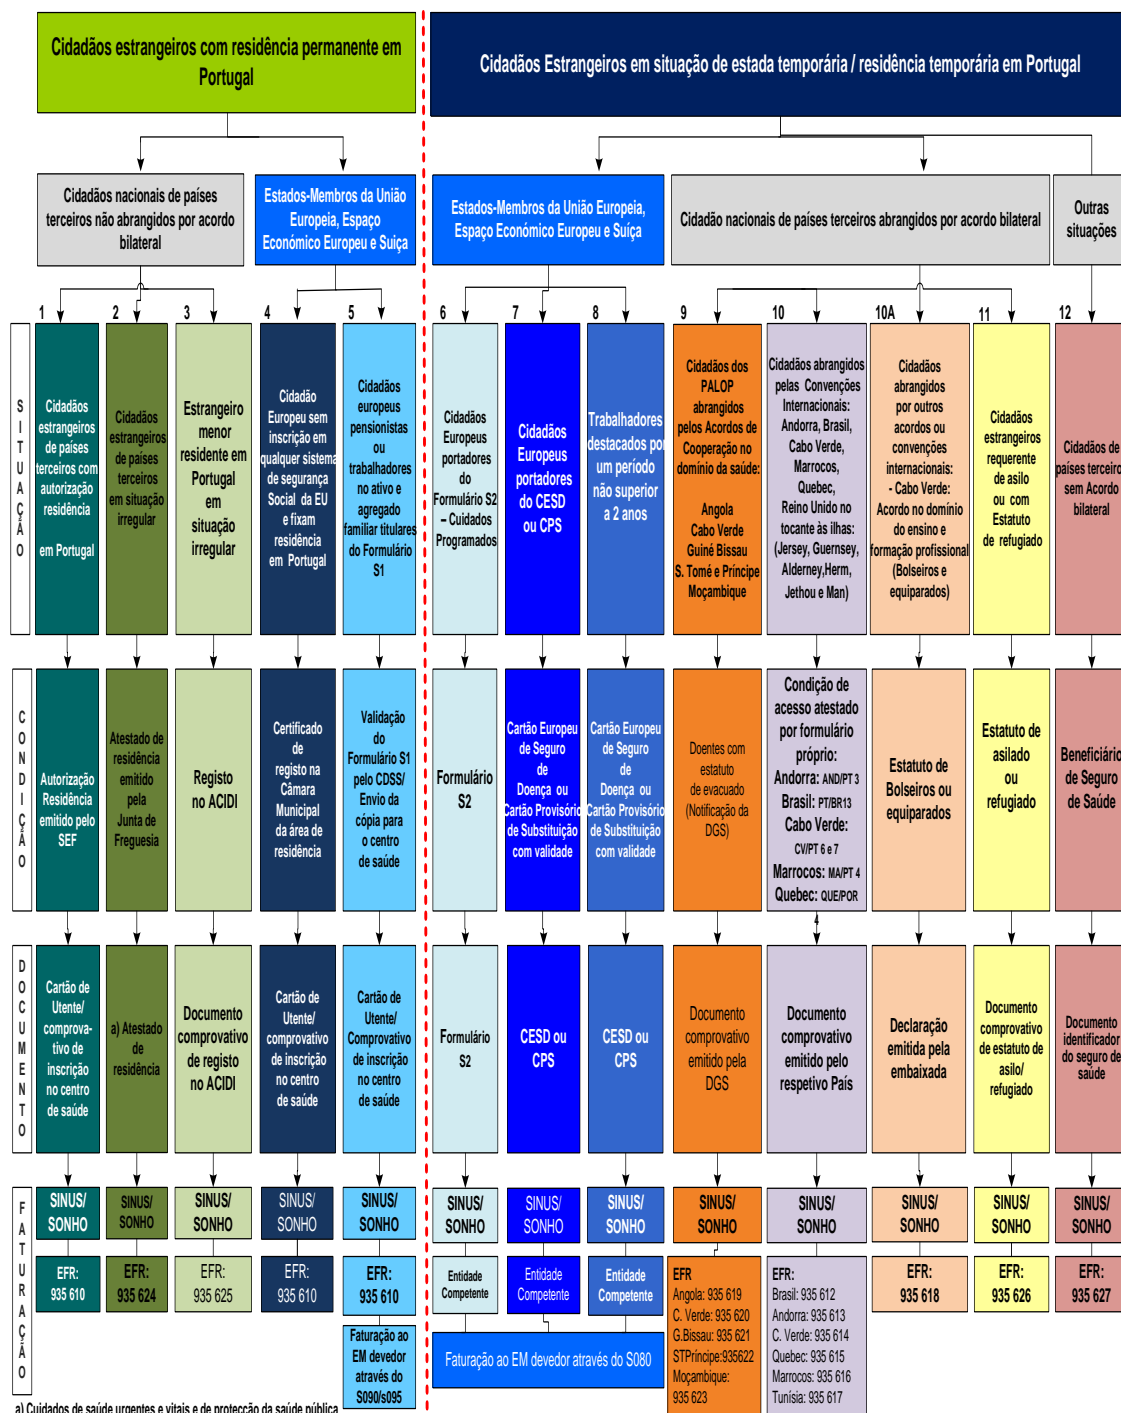 Cidadãos estrangeiros com residência permanente em
Portugal
Cidadãos Estrangeiros em situação de estada temporária / residência temporária em Portugal
Cidadãos nacionais de países
terceiros não abrangidos por acordo
bilateral
Estados-Membros da União
Europeia, Espaço
Económico Europeu e Suiça
Estados-Membros da União Europeia,
Espaço Económico Europeu e Suíça
Cidadão nacionais de países terceiros abrangidos por acordo bilateral
Outras
situações
SITUAÇÃO
1
Cidadãos
estrangeiros
de países
terceiros com
autorização
residência
em Portugal
2
Cidadãos
estrangeiros
de países
terceiros
em situação
irregular
3
Estrangeiro
menor
residente em
Portugal
em
situação
irregular
4
Cidadão
Europeu sem
inscrição em
qualquer sistema
de segurança
Social da EU
e fixam
residência
em Portugal
5
Cidadãos
europeus
pensionistas
ou
trabalhadores
no ativo e
agregado
familiar titulares
do Formulário
S1
6
Cidadãos
Europeus
portadores
do
Formulário S2
– Cuidados
Programados
7
Cidadãos
Europeus
portadores
do CESD
ou CPS
8
Trabalhadores
destacados por
um período
não superior
a 2 anos
9
Cidadãos dos
PALOP
abrangidos
pelos Acordos de
Cooperação no
domínio da saúde:
Angola
Cabo Verde
Guiné Bissau
S. Tomé e Príncipe
Moçambique
10
Cidadãos abrangidos
pelas Convenções
Internacionais:
Andorra, Brasil,
Cabo Verde,
Marrocos,
Quebec,
Reino Unido no
tocante às ilhas:
(Jersey, Guernsey,
Alderney,Herm,
Jethou e Man)
10A
Cidadãos
abrangidos
por outros
acordos ou
convenções
internacionais:
- Cabo Verde:
Acordo no domínio
do ensino e
formação profissional
(Bolseiros e
equiparados)
11
Cidadãos
estrangeiros
requerente
de asilo
ou com
Estatuto
de refugiado
12
Cidadãos de
países terceiros
sem Acordo
bilateral
CONDIÇÃO
Autorização
Residência
emitido pelo
SEF
Atestado de
residência
emitido
pela
Junta de
Freguesia
Registo
no ACIDI
Certificado
de
registo na
Câmara
Municipal
da área de
residência
Validação
do
Formulário S1
pelo CDSS/
Envio da
cópia para
o centro
de saúde
Formulário
S2
Cartão Europeu
de Seguro
de
Doença ou
Cartão Provisório
de Substituição
com validade
Cartão Europeu
de Seguro
de
Doença ou
Cartão Provisório
de Substituição
com validade
Doentes com
estatuto
de evacuado
(Notificação da
DGS)
Condição de
acesso atestado
por formulário
próprio:
Andorra: AND/PT 3
Brasil: PT/BR13
Cabo Verde:
CV/PT 6 e 7
Marrocos: MA/PT 4
Quebec: QUE/POR
4
Estatuto de
Bolseiros ou
equiparados
Estatuto de
asilado
ou
refugiado
Beneficiário
de Seguro
de Saúde
DOCUMENTO
Cartão de
Utente/
comprova-
tivo de
inscrição
no centro
de saúde
a) Atestado
de
residência
Documento
comprovativo
de registo
no ACIDI
Cartão de
Utente/
comprovativo
de inscrição
no centro
de saúde
Cartão de
Utente/
Comprovativo
de inscrição
no centro
de saúde
Formulário
S2
CESD ou
CPS
CESD ou
CPS
Documento
comprovativo
emitido pela
DGS
Documento
comprovativo
emitido pelo
respetivo País
Declaração
emitida pela
embaixada
Documento
comprovativo
de estatuto de
asilo/
refugiado
Documento
identificador
do seguro de
saúde
FATURAÇÃO
SINUS/
SONHO
SINUS/
SONHO
SINUS/
SONHO
SINUS/
SONHO
SINUS/
SONHO
SINUS/
SONHO
SINUS/
SONHO
SINUS/
SONHO
SINUS/
SONHO
SINUS/
SONHO
SINUS/
SONHO
SINUS/
SONHO
SINUS/
SONHO
EFR:
935 610
EFR:
935 624
EFR:
935 625
EFR:
935 610
EFR:
935 610
Entidade
Competente
Entidade
Competente
Entidade
Competente
EFR
Angola: 935 619
C. Verde: 935 620
G.Bissau: 935 621
STPríncipe:935622
Moçambique:
935 623
EFR:
Brasil: 935 612
Andorra: 935 613
C. Verde: 935 614
Quebec: 935 615
Marrocos: 935 616
Tunísia: 935 617
EFR:
935 618
EFR:
935 626
EFR:
935 627
Faturação ao
EM devedor
através do
S090/s095
Faturação ao EM devedor através do S080
a) Cuidados de saúde urgentes e vitais e de protecção da saúde pública